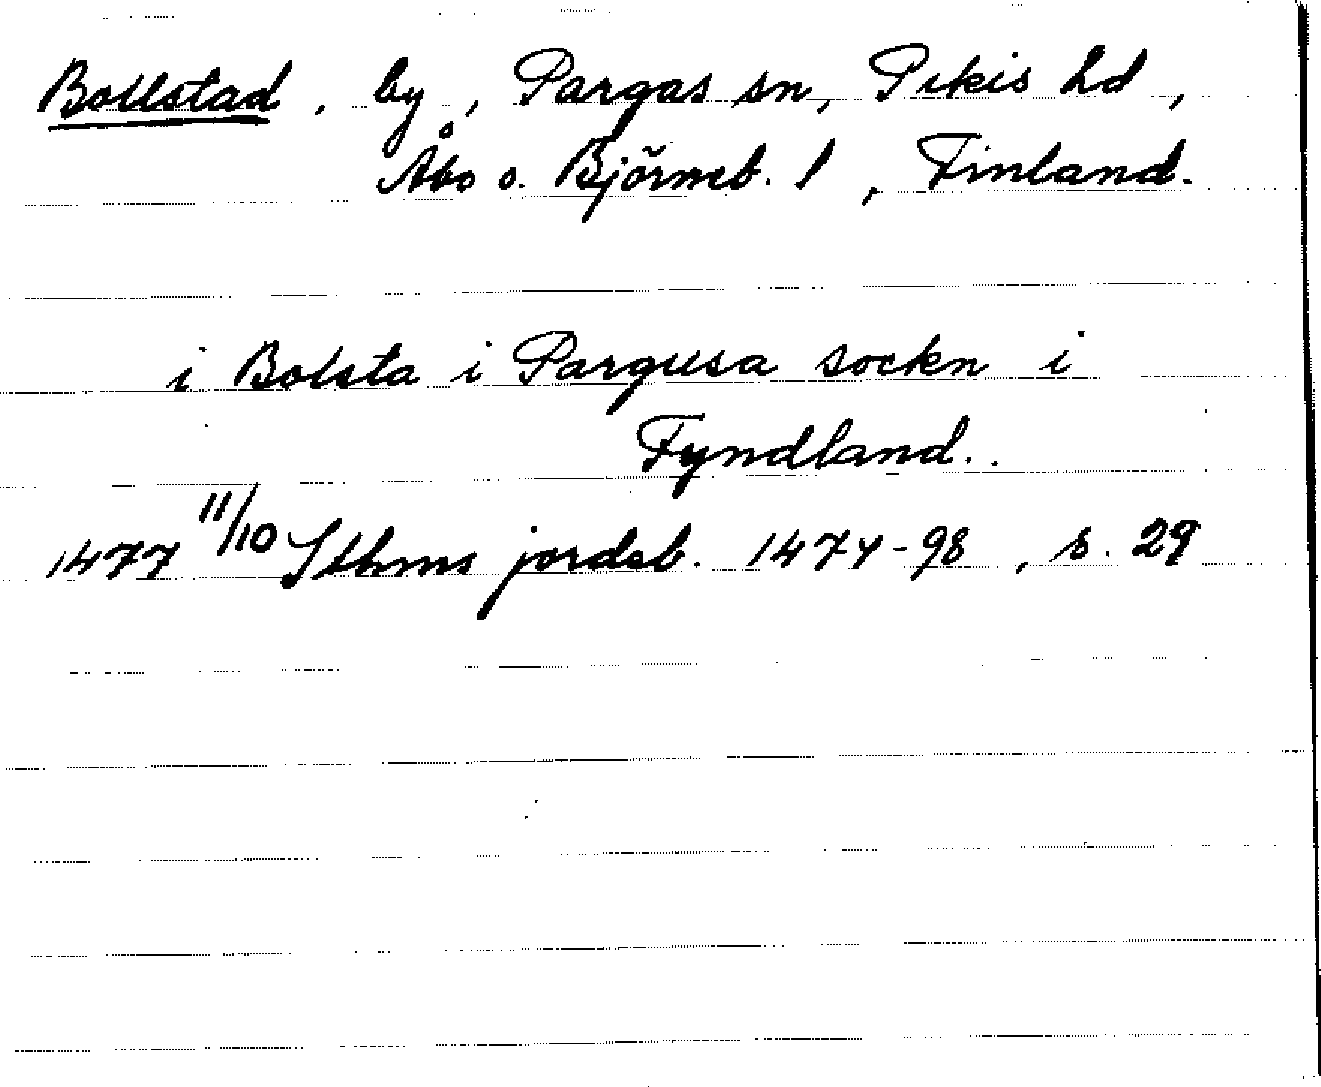 Bollstad, by, Pargas sn, Pikis hd,
Åbo o. Björneb. l, Finland.
i Bolsta i Pargusa sockn i
Fyndland..
1477 11/10 Sthms jordeb. 1474-98, s. 29